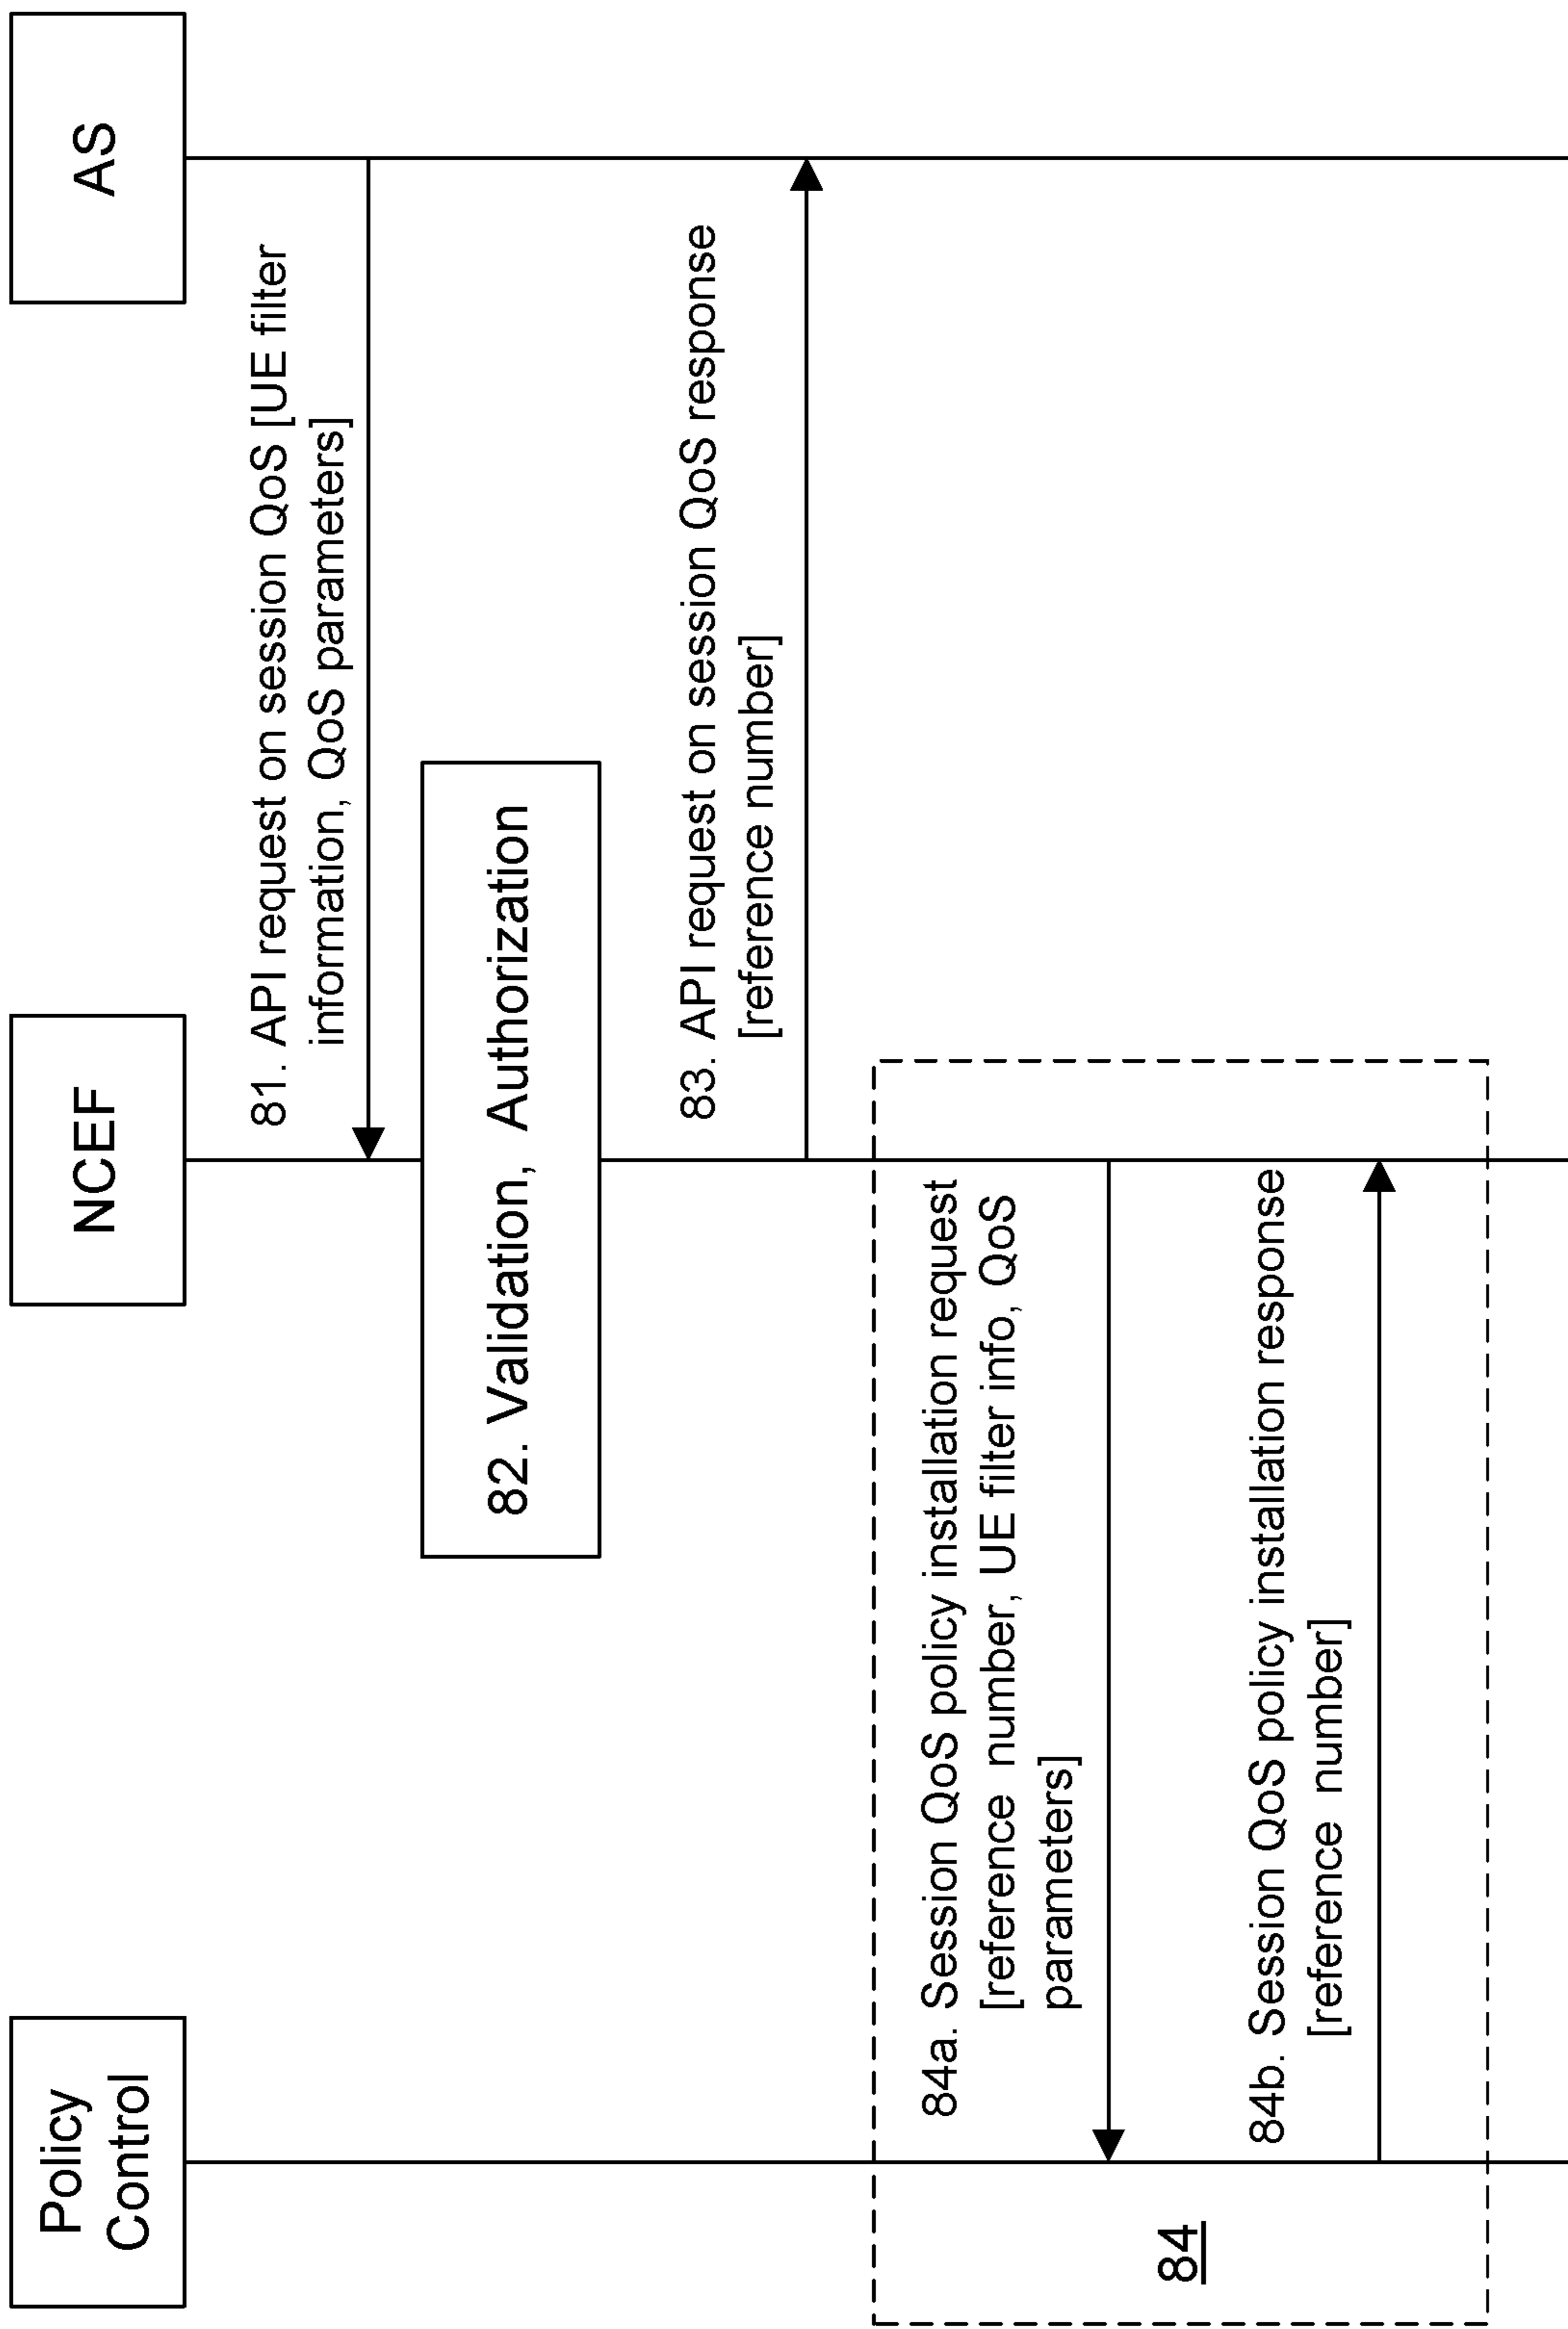 Policy
Control
NCEF
AS
81. API request on session QoS [UE filter
information, QoS parameters]
82. Validation, Authorization
83. API request on session QoS response
[reference number]
84a. Session QoS policy installation request
[reference number, UE filter info, QoS
parameters]
84b. Session QoS policy installation response
[reference number]
84